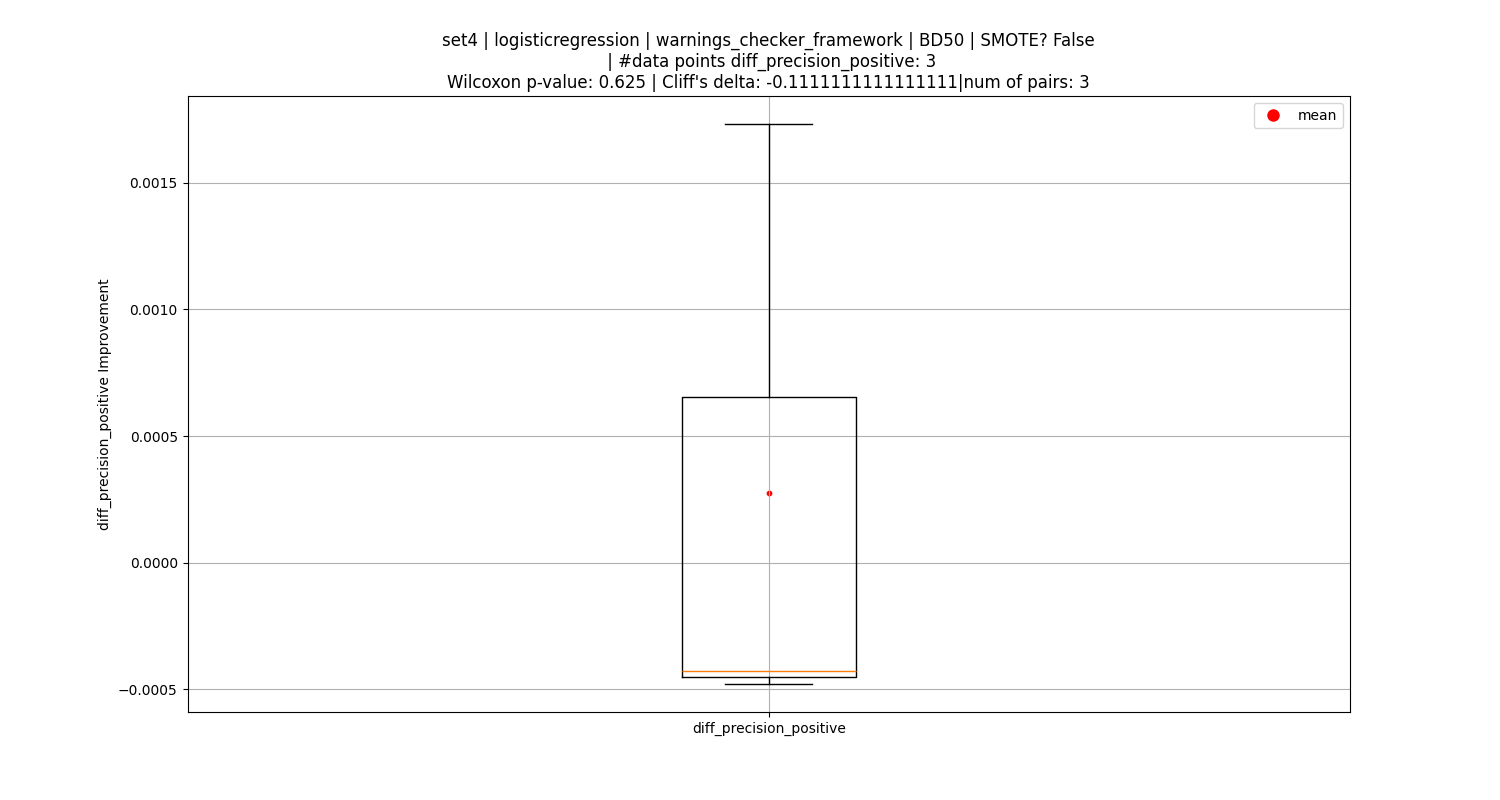 set4 | logisticregression | warnings_checker_framework | BD50 | SMOTE? False
| #data points diff_precision_positive: 3
Wilcoxon p-value: 0.625 | Cliff's delta: -0.1111111111111111|num of pairs: 3
mean
0.0015
0.0010
0.0005
0.0000
−0.0005
diff_precision_positive Improvement
diff_precision_positive